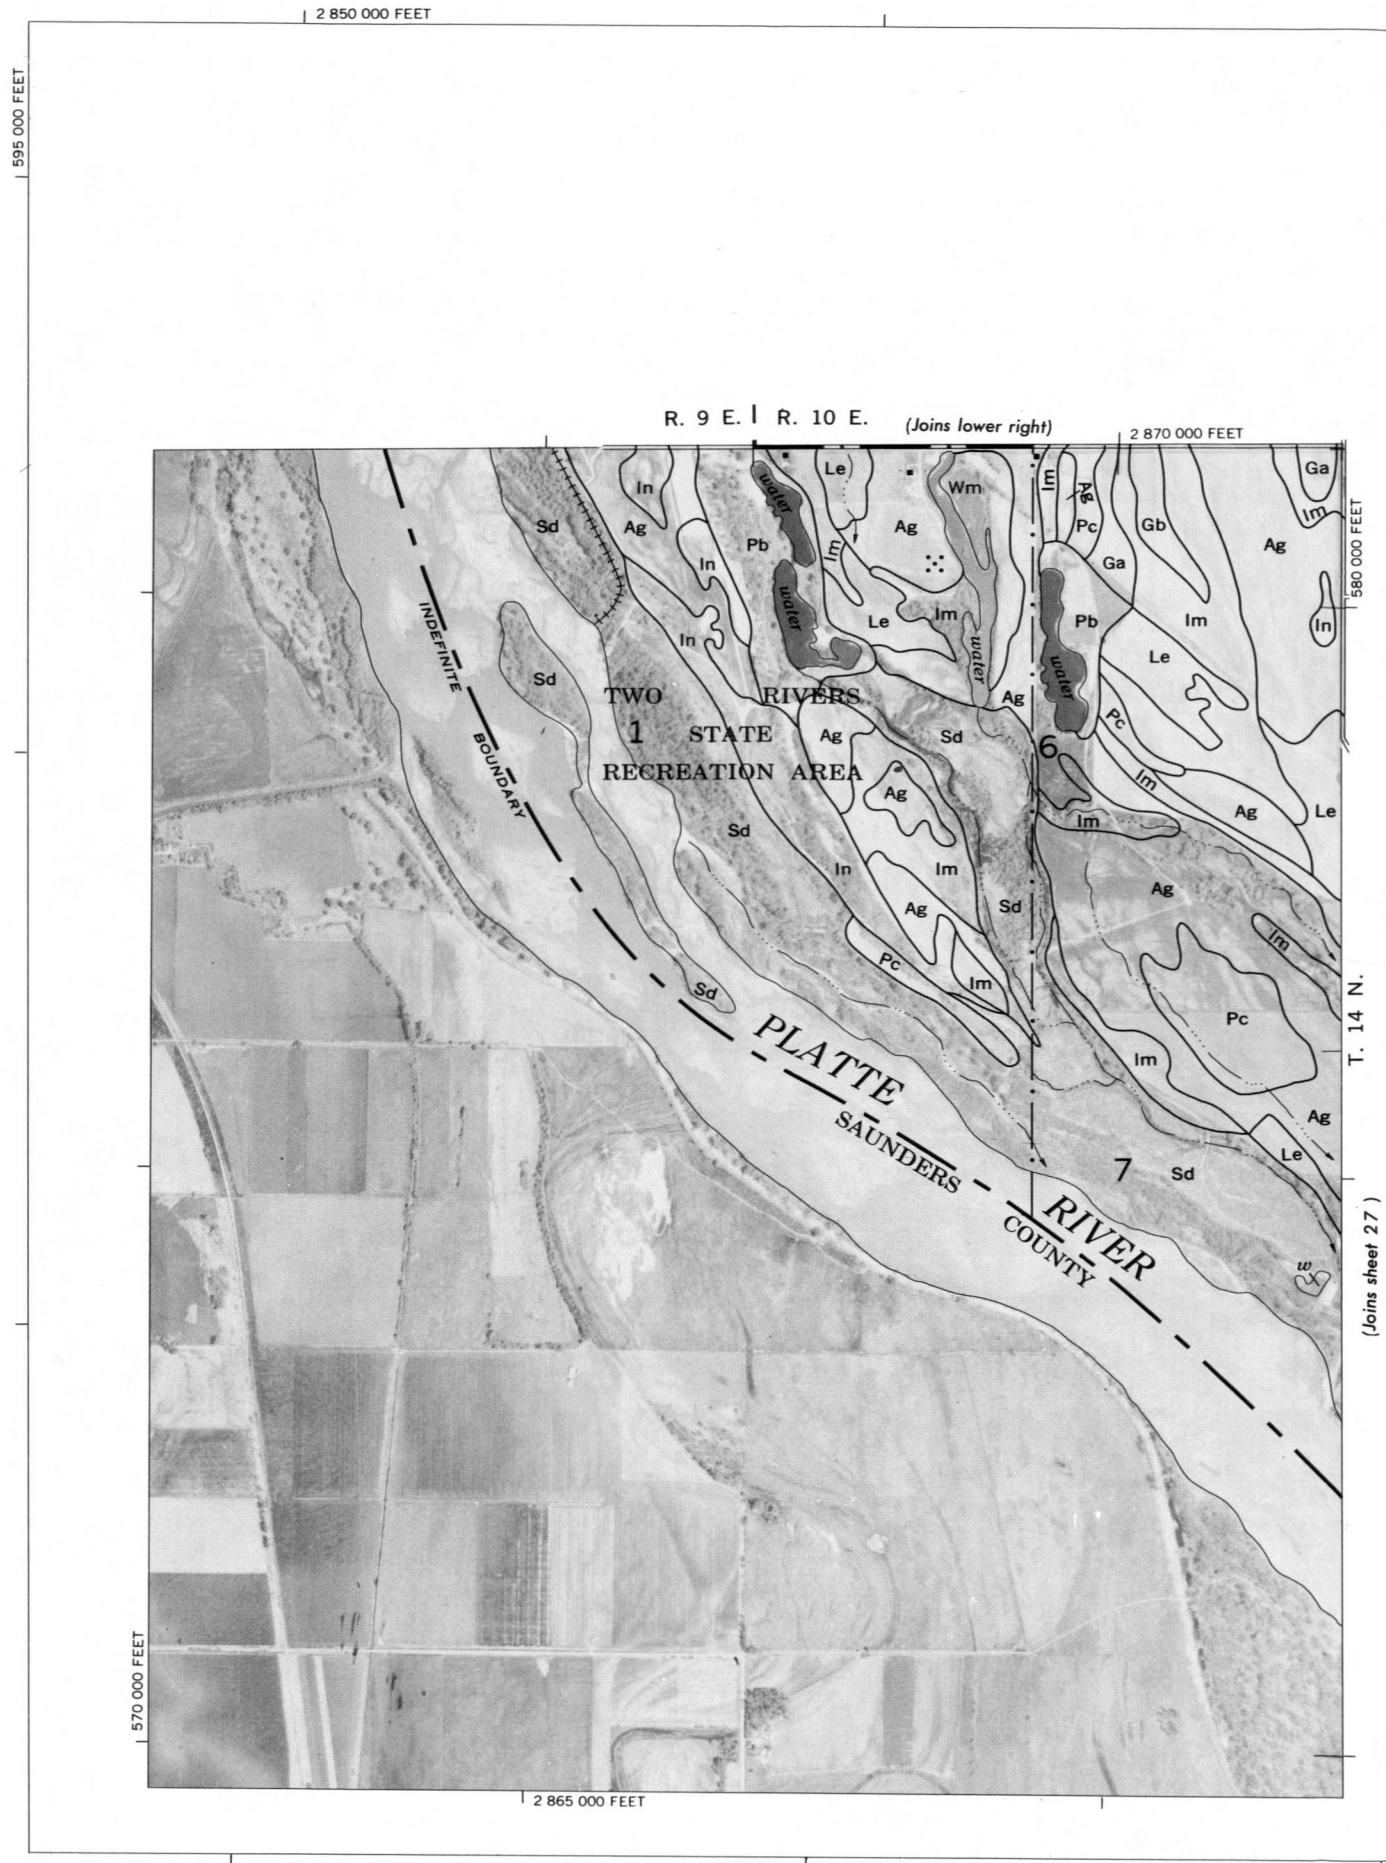 2 850 000 FEET
595 000 FEET
R. 9 E. R. 10 E. (Joins lower right)
2 870 000 FEET
580 000 FEET
In
water
Le
Wm
Im
Ag
Ga
Im
Sd
Ag
Pb
Ag
Pc
Gb
Ag
In
Im
Ga
water
Le
Im
Pb
Im
In
In
water
water
Le
INDEFINITE
BOUNDARY
Sd
TWO RIVERS
1 STATE
RECREATION AREA
Ag
Ag
Sd
6
Pc
Ag
Im
Ag
Le
Im
Sd
In
Im
Ag
Ag
Sd
Im
Pc
Im
Sd
Pc
T. 14 N.
PLATTE
RIVER
SAUNDERS
COUNTY
Im
Ag
Le
7
Sd
w
(Joins sheet 27)
570 000 FEET
2 865 000 FEET